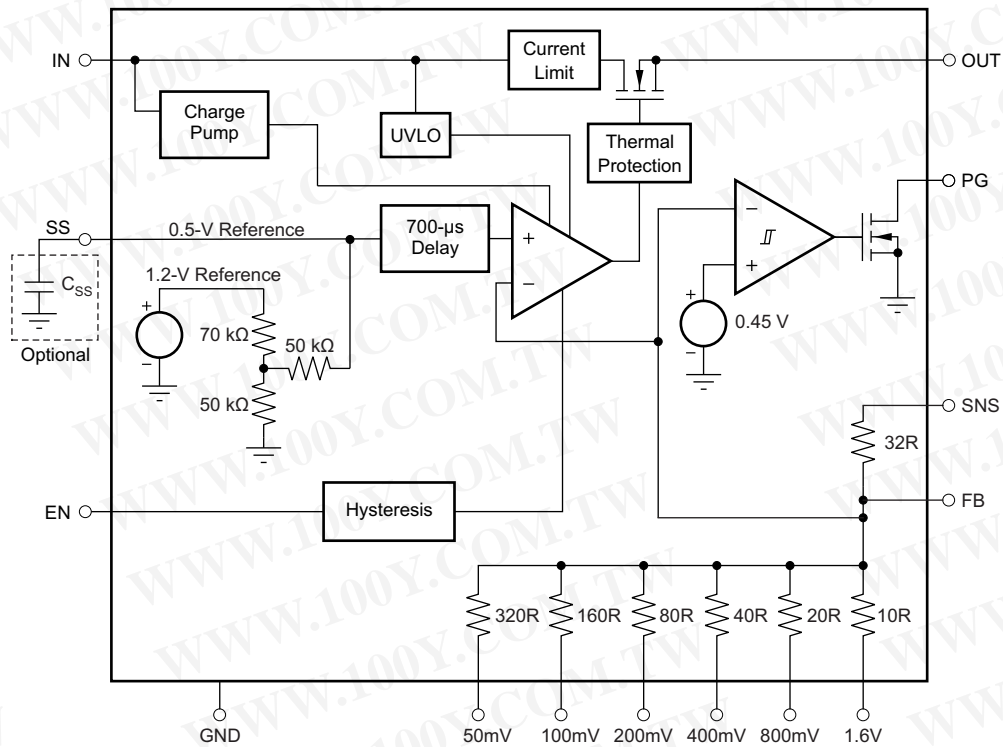 IN
Current
Limit
OUT
Charge
Pump
UVLO
Thermal
Protection
PG
SS
0.5-V Reference
700-µs
Delay
+
−
−
+
CSS
Optional
1.2-V Reference
+
−
70 kΩ
50 kΩ
50 kΩ
+
−
0.45 V
SNS
32R
FB
EN
Hysteresis
320R
160R
80R
40R
20R
10R
GND
50mV
100mV
200mV
400mV
800mV
1.6V
WWW.100Y.COM.TW